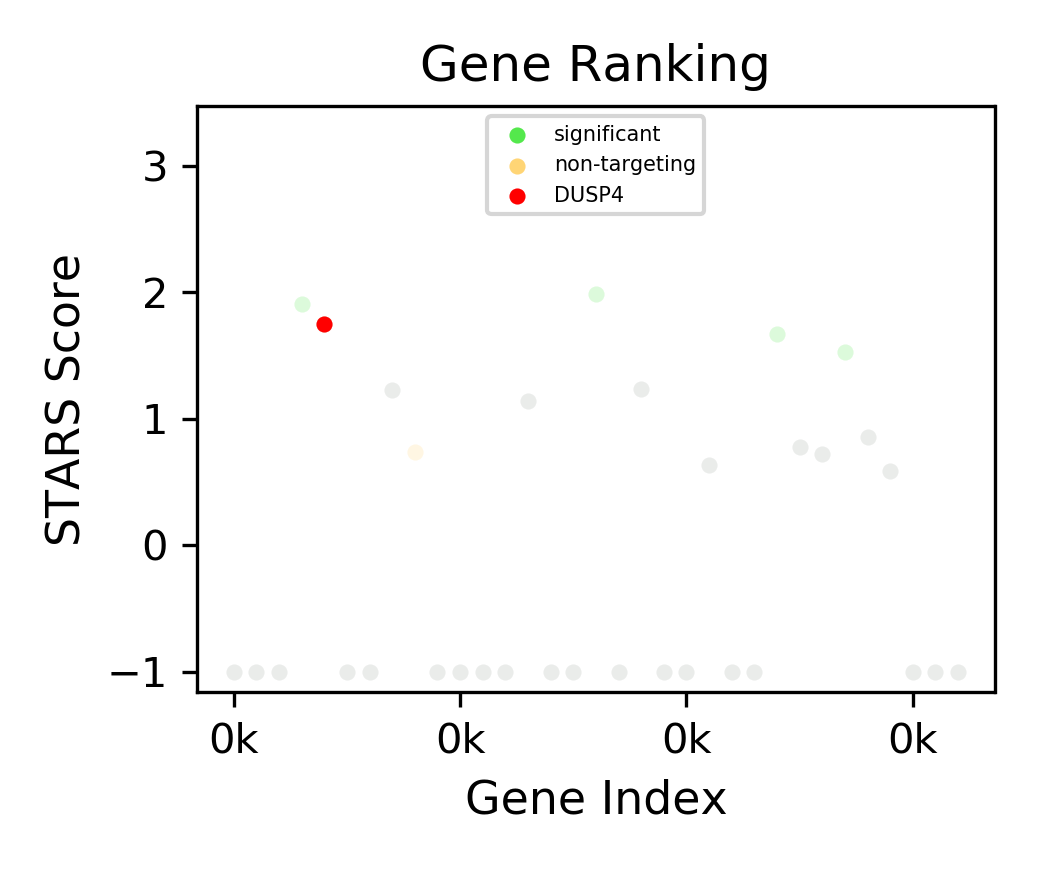 Gene Ranking
significant
non-targeting
DUSP4
STARS Score
3
2
1
0
−1
0k 0k 0k 0k
Gene Index